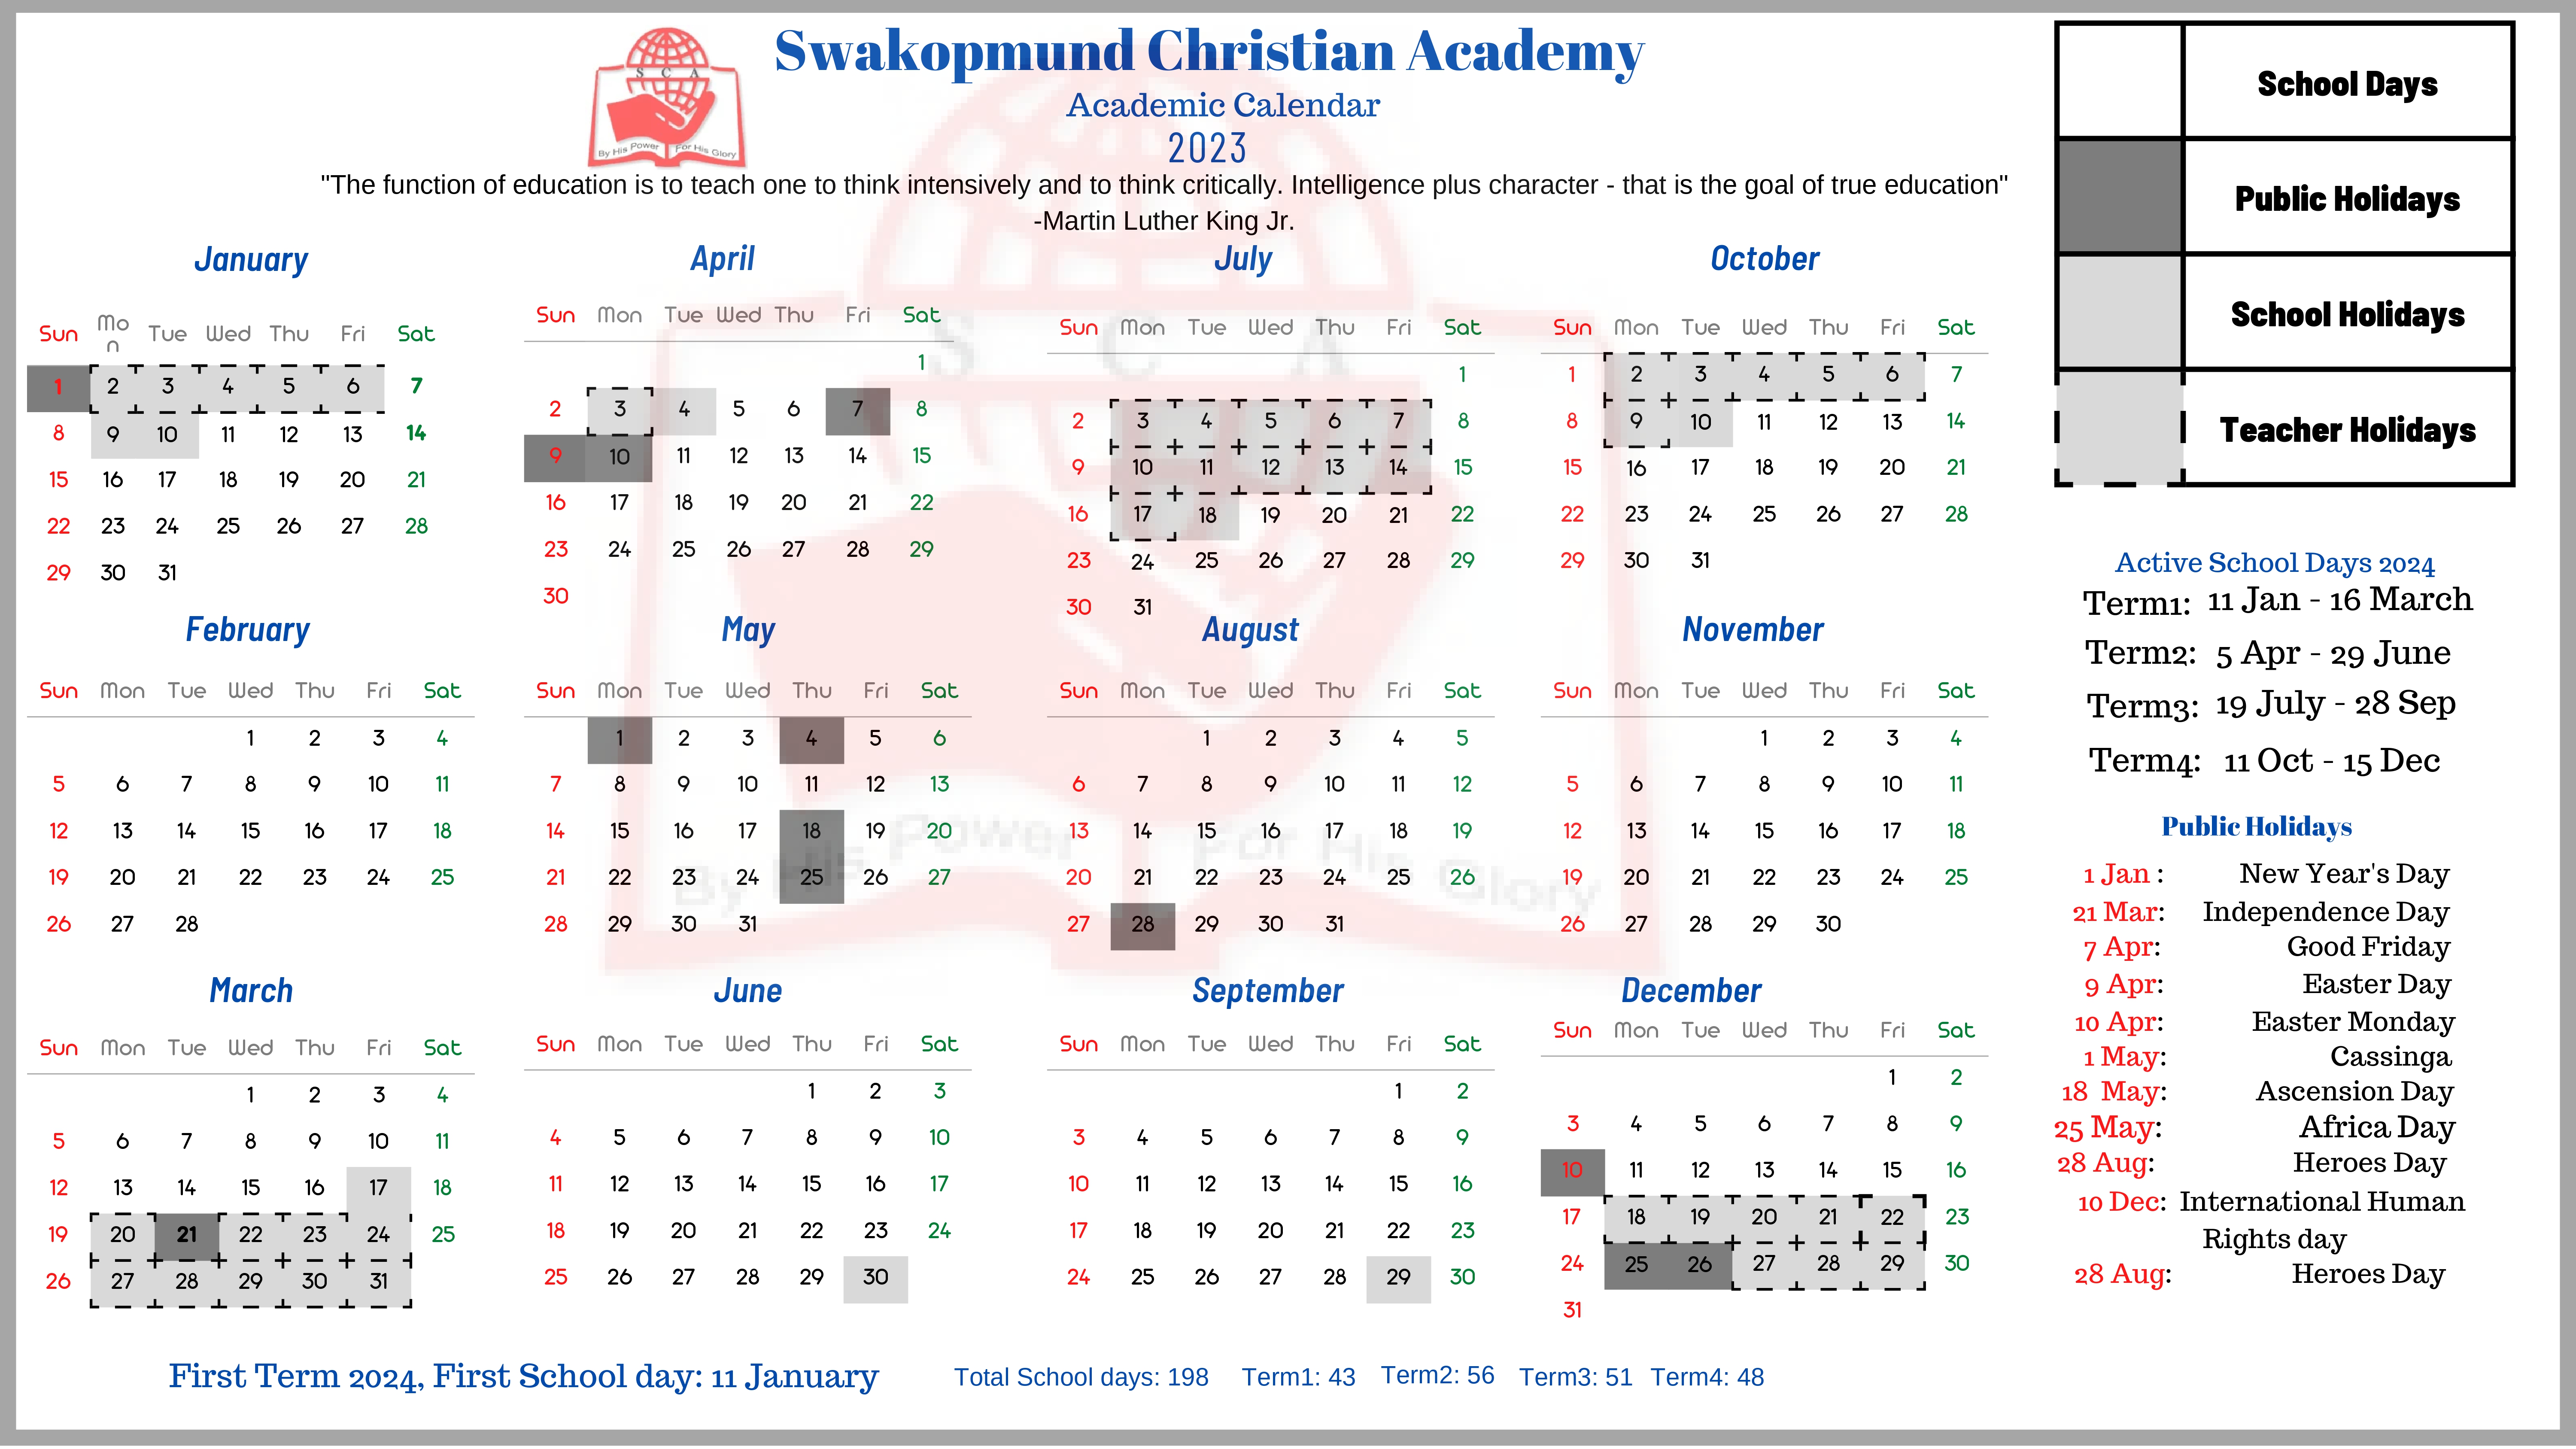 Swakopmund Christian Academy
Academic Calendar
2023
S C A
By His Power For His Glory
"The function of education is to teach one to think intensively and to think critically. Intelligence plus character - that is the goal of true education"
-Martin Luther King Jr.
January
Sun Mon Tue Wed Thu Fri Sat
1 2 3 4 5 6 7
8 9 10 11 12 13 14
15 16 17 18 19 20 21
22 23 24 25 26 27 28
29 30 31
February
Sun Mon Tue Wed Thu Fri Sat
1 2 3 4
5 6 7 8 9 10 11
12 13 14 15 16 17 18
19 20 21 22 23 24 25
26 27 28
March
Sun Mon Tue Wed Thu Fri Sat
1 2 3 4
5 6 7 8 9 10 11
12 13 14 15 16 17 18
19 20 21 22 23 24 25
26 27 28 29 30 31
April
Sun Mon Tue Wed Thu Fri Sat
1
2 3 4 5 6 7 8
9 10 11 12 13 14 15
16 17 18 19 20 21 22
23 24 25 26 27 28 29
30
May
Sun Mon Tue Wed Thu Fri Sat
1 2 3 4 5 6
7 8 9 10 11 12 13
14 15 16 17 18 19 20
21 22 23 24 25 26 27
28 29 30 31
June
Sun Mon Tue Wed Thu Fri Sat
1 2 3
4 5 6 7 8 9 10
11 12 13 14 15 16 17
18 19 20 21 22 23 24
25 26 27 28 29 30
July
Sun Mon Tue Wed Thu Fri Sat
1
2 3 4 5 6 7 8
9 10 11 12 13 14 15
16 17 18 19 20 21 22
23 24 25 26 27 28 29
30 31
August
Sun Mon Tue Wed Thu Fri Sat
1 2 3 4 5
6 7 8 9 10 11 12
13 14 15 16 17 18 19
20 21 22 23 24 25 26
27 28 29 30 31
September
Sun Mon Tue Wed Thu Fri Sat
1 2
3 4 5 6 7 8 9
10 11 12 13 14 15 16
17 18 19 20 21 22 23
24 25 26 27 28 29 30
October
Sun Mon Tue Wed Thu Fri Sat
1 2 3 4 5 6 7
8 9 10 11 12 13 14
15 16 17 18 19 20 21
22 23 24 25 26 27 28
29 30 31
November
Sun Mon Tue Wed Thu Fri Sat
1 2 3 4
5 6 7 8 9 10 11
12 13 14 15 16 17 18
19 20 21 22 23 24 25
26 27 28 29 30
December
Sun Mon Tue Wed Thu Fri Sat
1 2
3 4 5 6 7 8 9
10 11 12 13 14 15 16
17 18 19 20 21 22 23
24 25 26 27 28 29 30
31
S C A
By His Power For His Glory
School Days
Public Holidays
School Holidays
Teacher Holidays
Active School Days 2024
Term1: 11 Jan - 16 March
Term2: 5 Apr - 29 June
Term3: 19 July - 28 Sep
Term4: 11 Oct - 15 Dec
Public Holidays
1 Jan : New Year's Day
21 Mar: Independence Day
7 Apr: Good Friday
9 Apr: Easter Day
10 Apr: Easter Monday
1 May: Cassinga
18 May: Ascension Day
25 May: Africa Day
28 Aug: Heroes Day
10 Dec: International Human
Rights day
28 Aug: Heroes Day
First Term 2024, First School day: 11 January
Total School days: 198 Term1: 43 Term2: 56 Term3: 51 Term4: 48